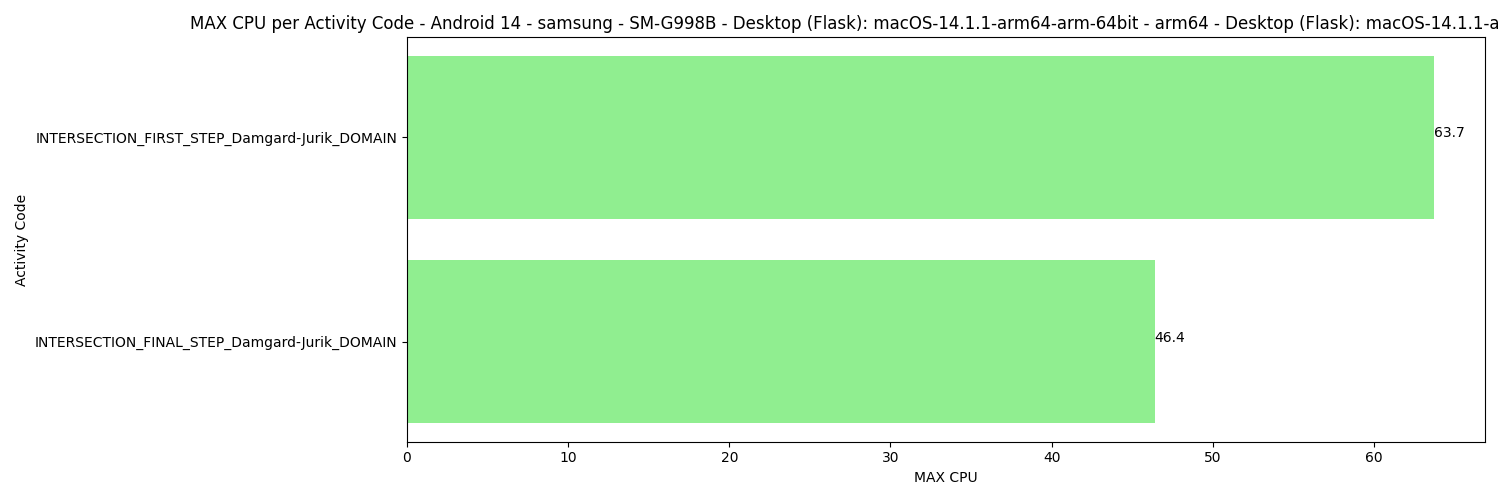 MAX CPU per Activity Code - Android 14 - samsung - SM-G998B - Desktop (Flask): macOS-14.1.1-arm64-arm-64bit - arm64 - Desktop (Flask): macOS-14.1.1-a
INTERSECTION_FIRST_STEP_Damgard-Jurik_DOMAIN
63.7
Activity Code
INTERSECTION_FINAL_STEP_Damgard-Jurik_DOMAIN
46.4
0 10 20 30 40 50 60
MAX CPU